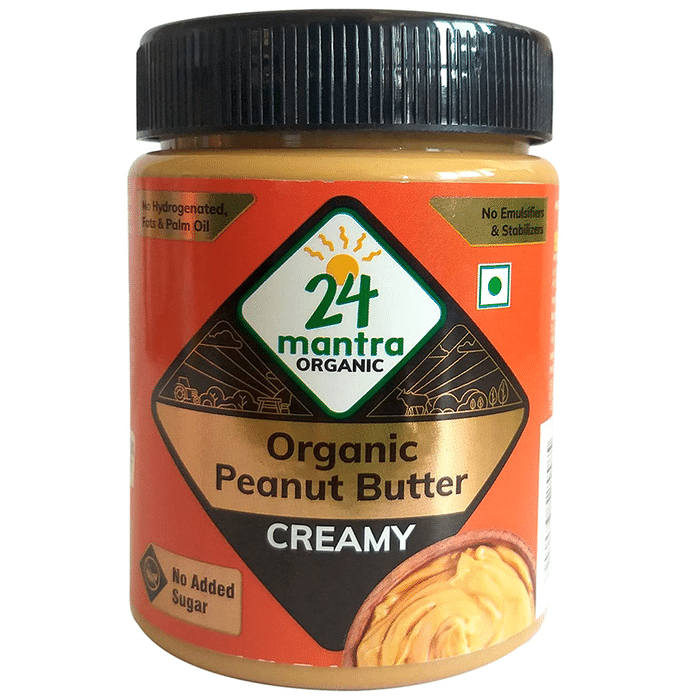 No Hydrogenated,
Fats & Palm Oil
No Emulsifiers
& Stabilizers
24
mantra
ORGANIC
Organic
Peanut Butter
CREAMY
No Added
Sugar